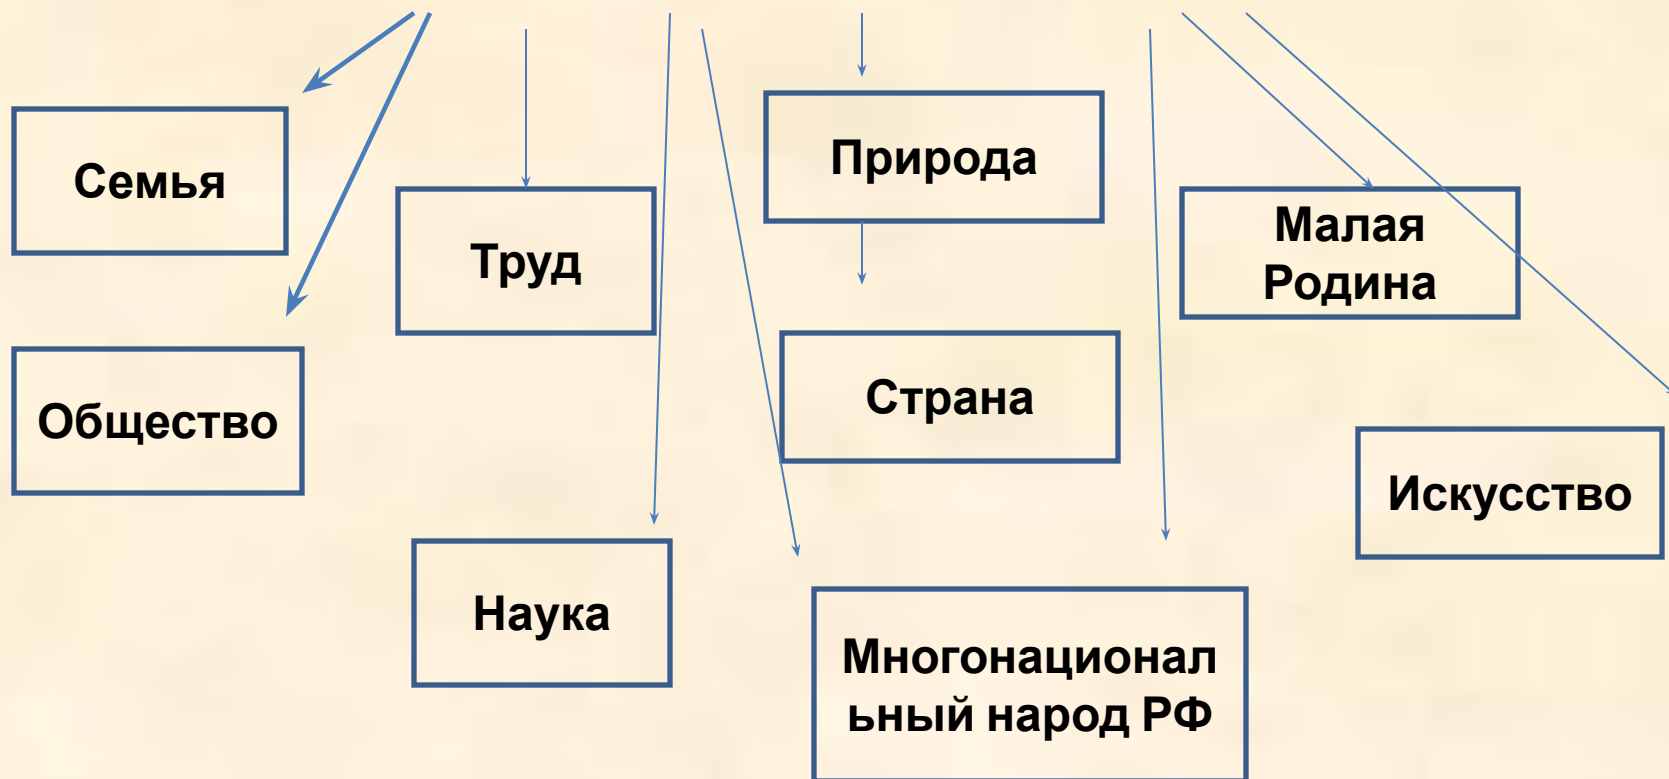 Семья
Природа
Малая
Родина
Труд
Страна
Общество
Искусство
Наука
Многонационал
ьный народ РФ